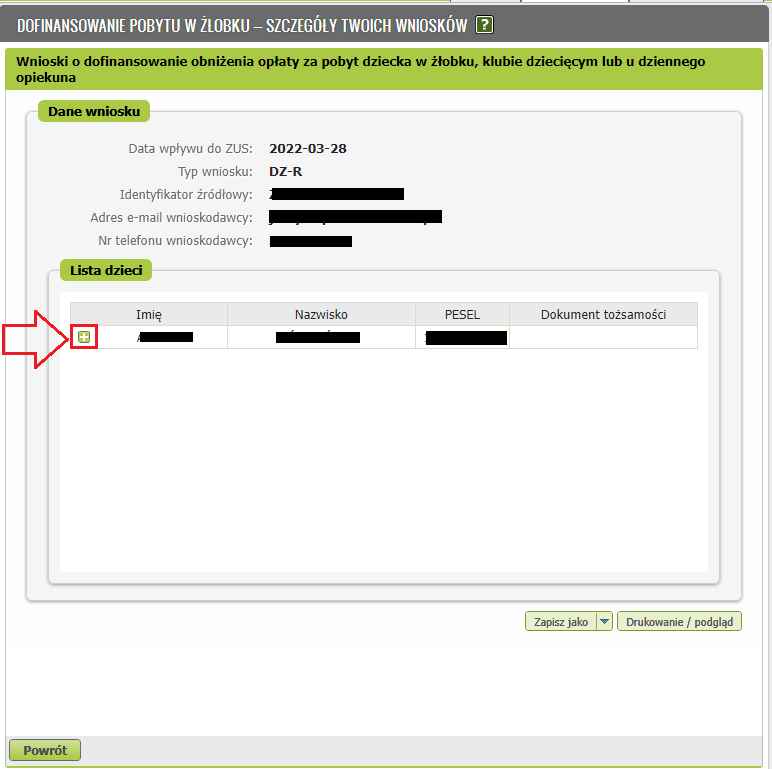 DOFINANSOWANIE POBYTU W ŻŁOBKU – SZCZEGÓŁY TWOICH WNIOSKÓW ?
Wnioski o dofinansowanie obniżenia opłaty za pobyt dziecka w żłobku, klubie dziecięcym lub u dziennego
opiekuna
Dane wniosku
Data wpływu do ZUS: 2022-03-28
Typ wniosku: DZ-R
Identyfikator źródłowy:
Adres e-mail wnioskodawcy:
Nr telefonu wnioskodawcy:
Lista dzieci
Imię Nazwisko PESEL Dokument tożsamości
Zapisz jako Drukowanie / podgląd
Powrót